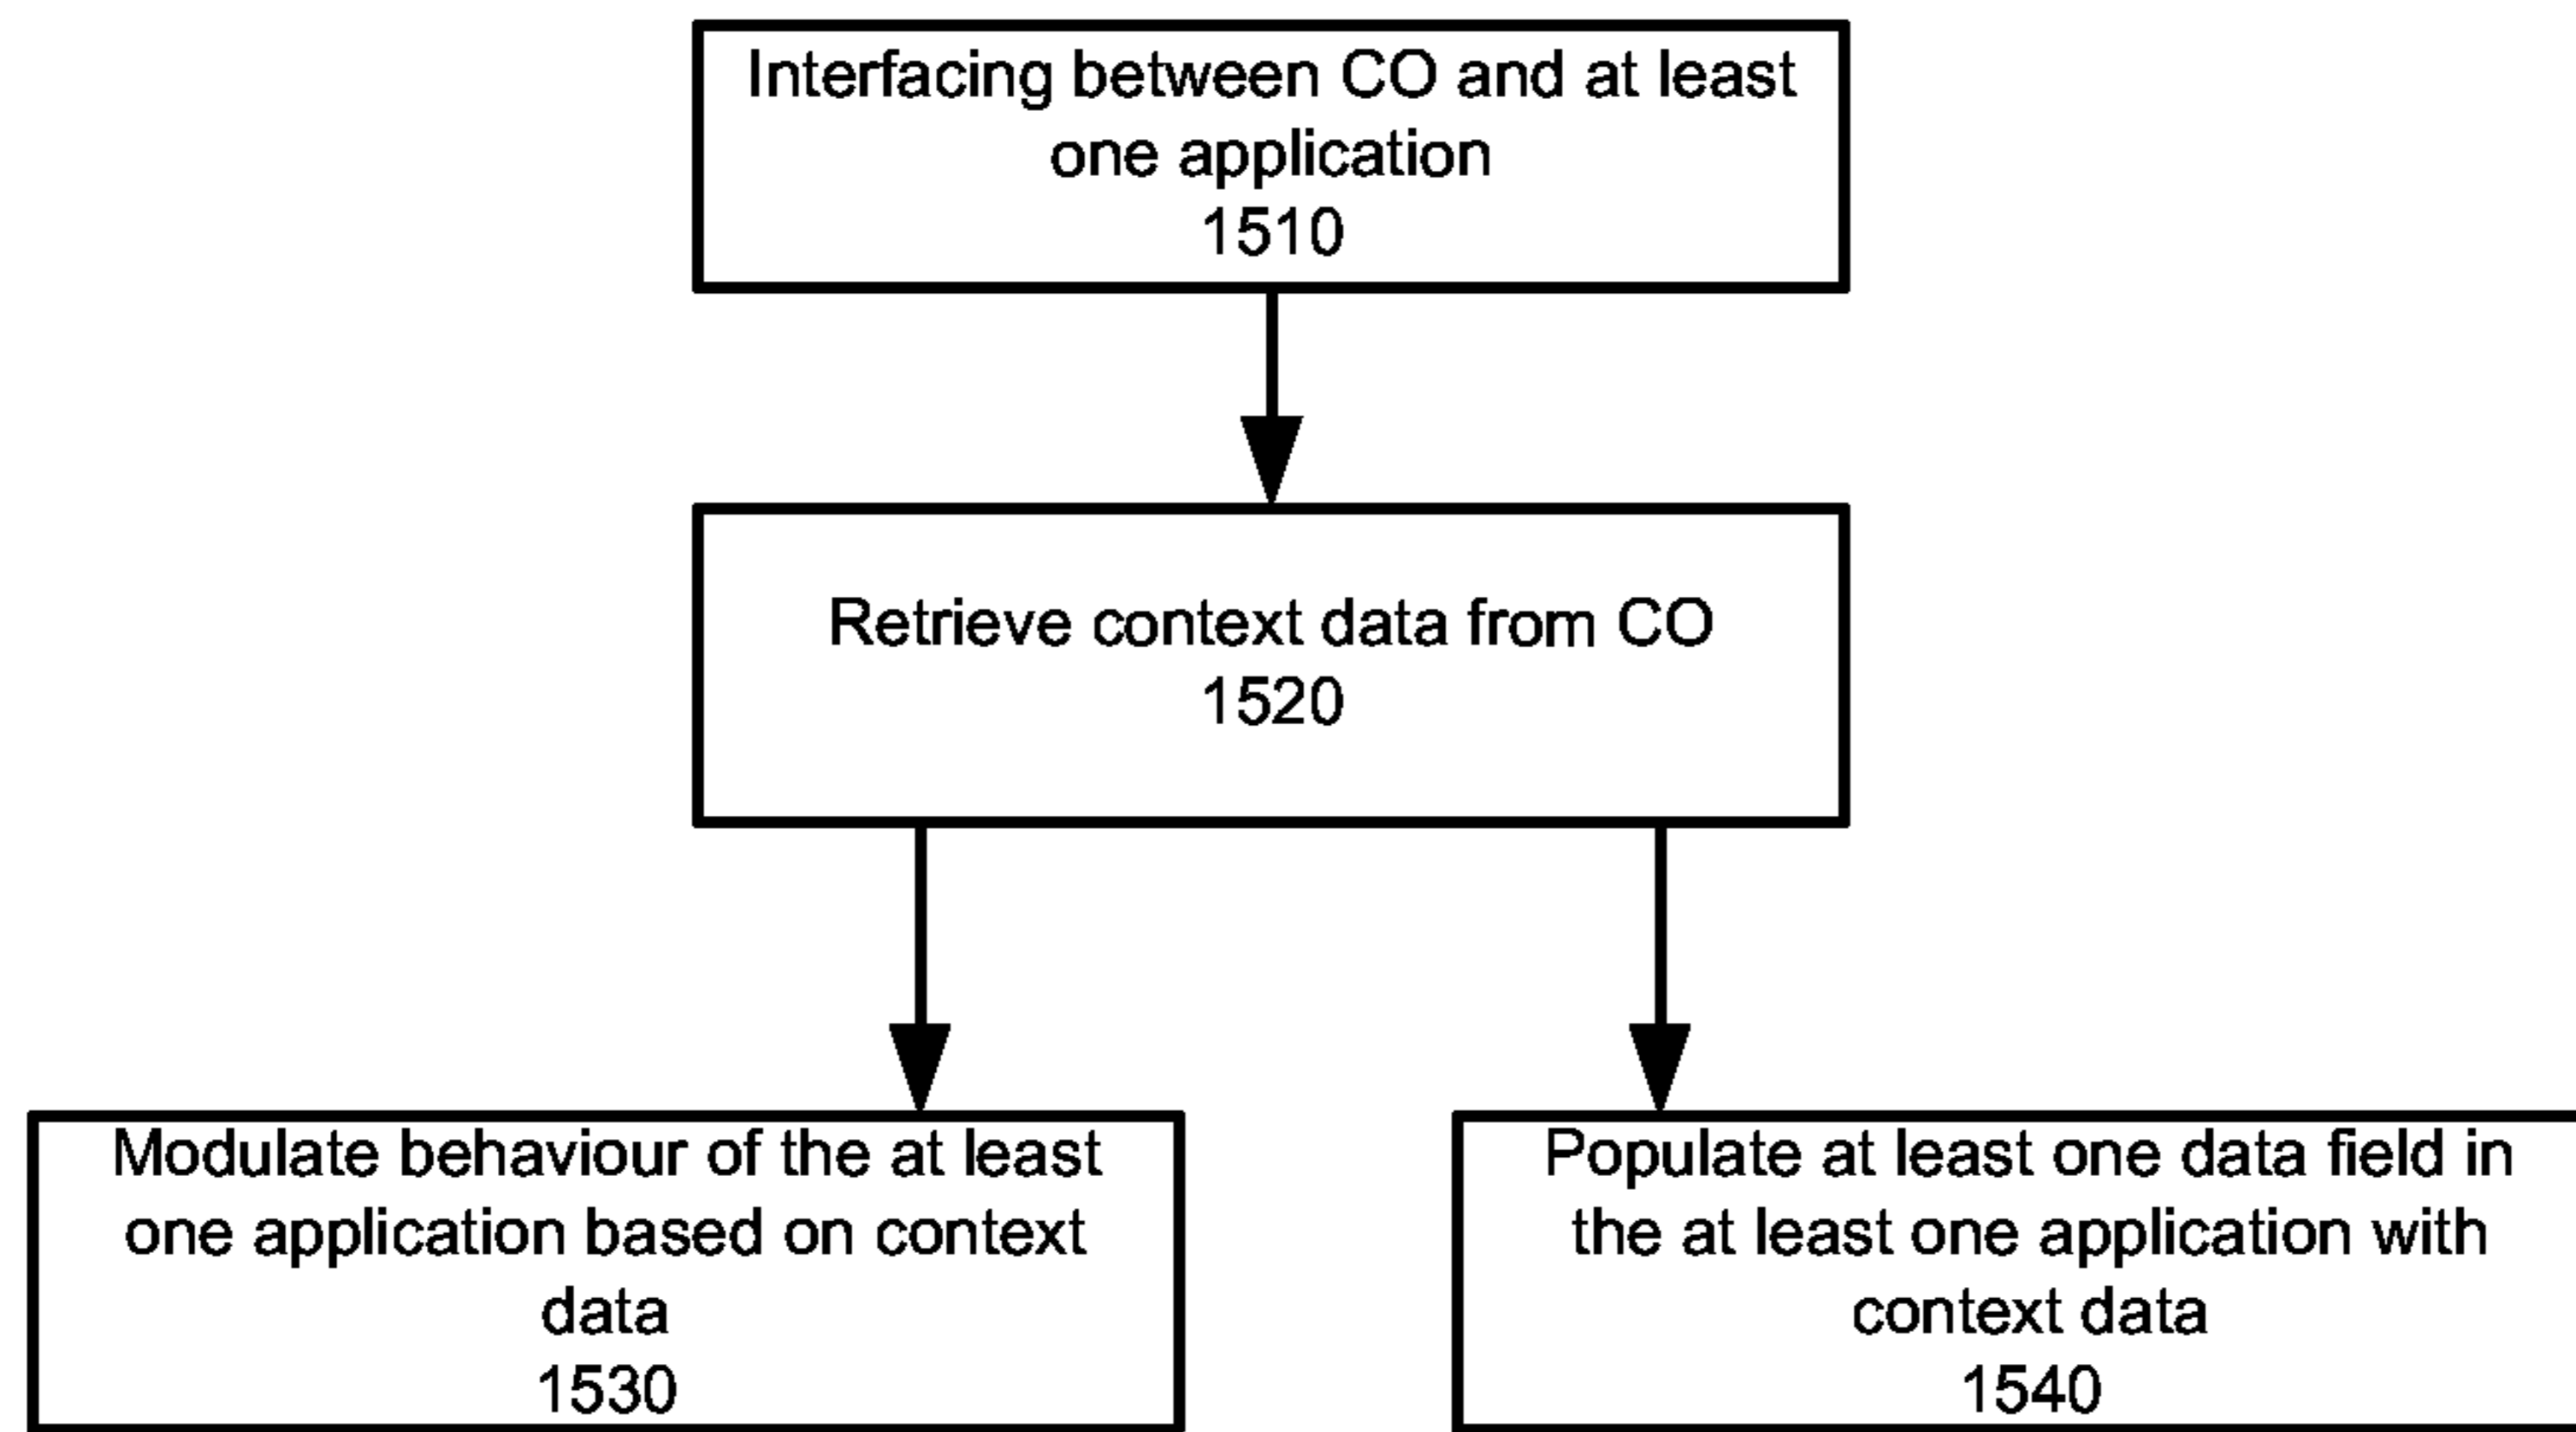 Interfacing between CO and at least
one application
1510
Retrieve context data from CO
1520
Modulate behaviour of the at least
one application based on context
data
1530
Populate at least one data field in
the at least one application with
context data
1540